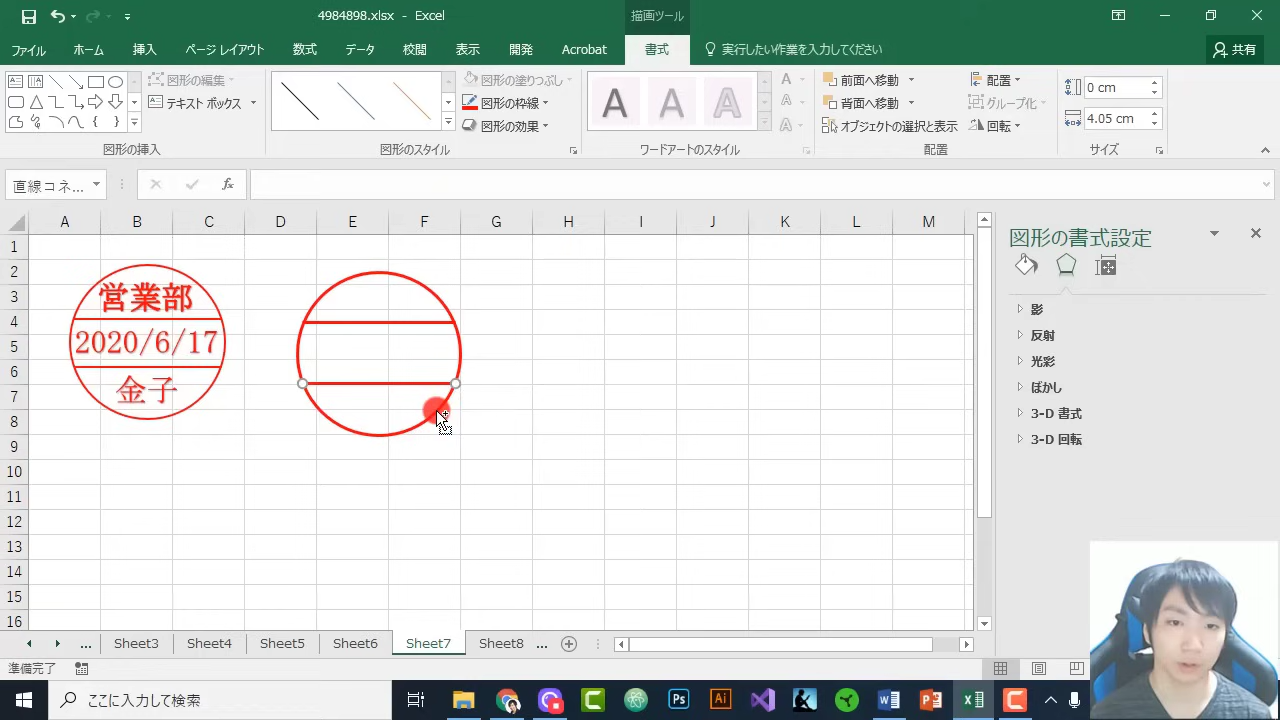 4984898.xlsx - Excel
描画ツール
ファイル ホーム 挿入 ページ レイアウト 数式 データ 校閲 表示 開発 Acrobat 書式 実行したい作業を入力してください 共有
図形の編集
テキスト ボックス
図形の挿入
図形の塗りつぶし
図形の枠線
図形の効果
図形のスタイル
A A A
A
A
A
ワードアートのスタイル
前面へ移動
背面へ移動
オブジェクトの選択と表示
配置
グループ化
回転
配置
0 cm
4.05 cm
サイズ
直線コネ...
fx
A B C D E F G H I J K L M
1
2
3
4
5
6
7
8
9
10
11
12
13
14
15
16
営業部
2020/6/17
金子
図形の書式設定
影
反射
光彩
ぼかし
3-D 書式
3-D 回転
... Sheet3 Sheet4 Sheet5 Sheet6 Sheet7 Sheet8 ...
準備完了
ここに入力して検索
Ps
Ai